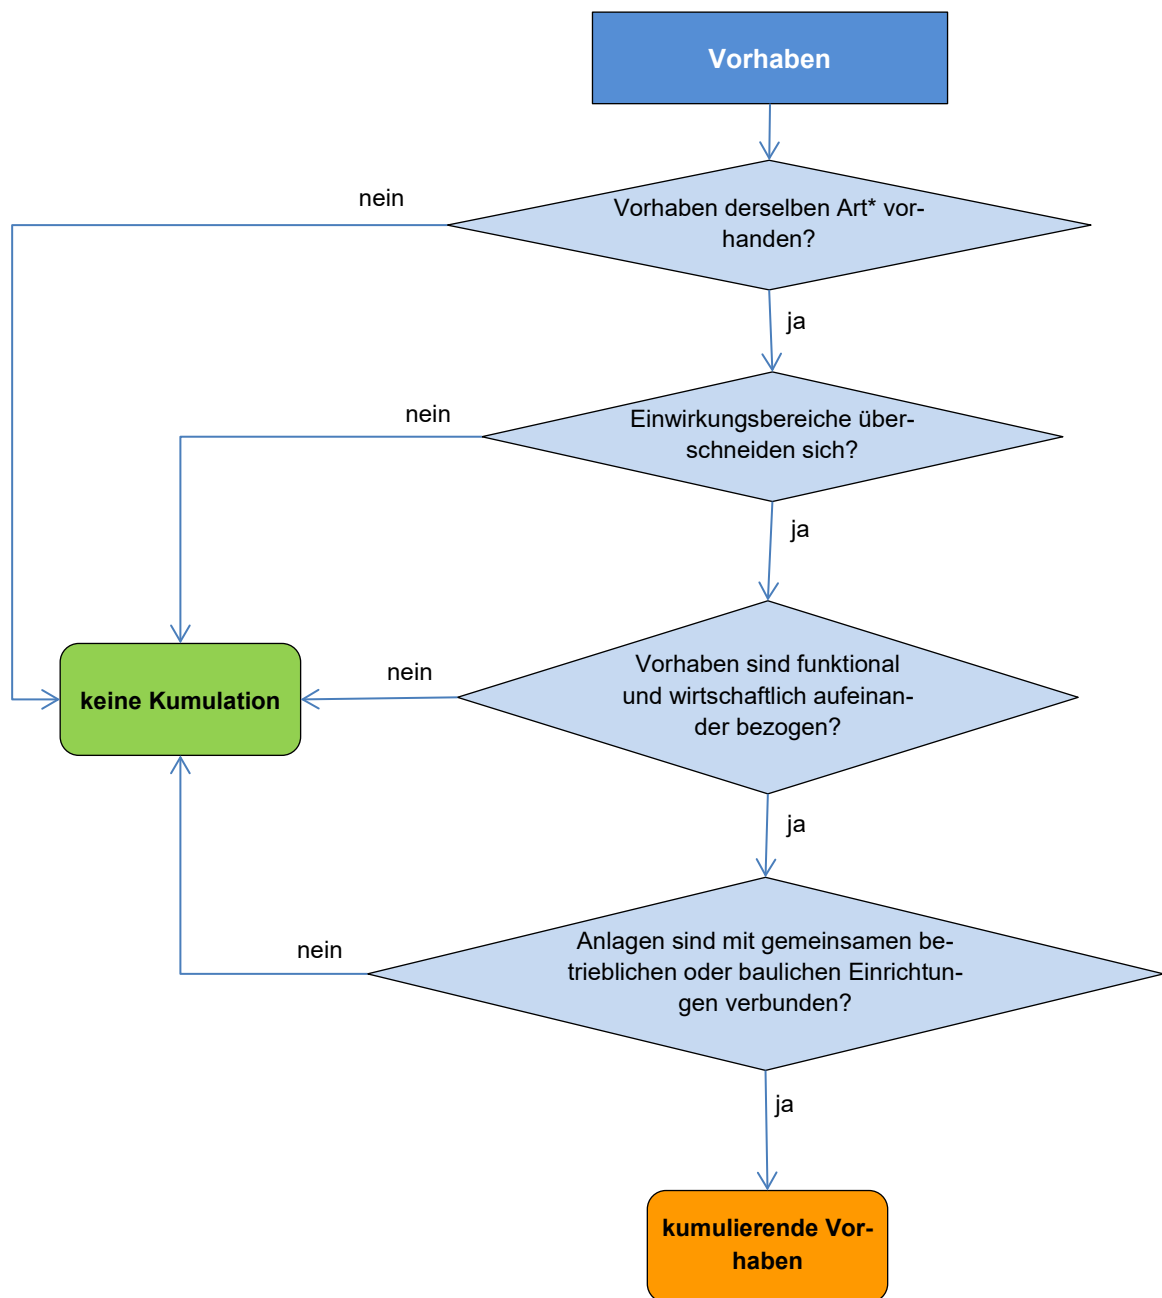 Vorhaben
nein
Vorhaben derselben Art* vor-
handen?
ja
nein
Einwirkungsbereiche über-
schneiden sich?
ja
nein
Vorhaben sind funktional
und wirtschaftlich aufeinan-
der bezogen?
keine Kumulation
ja
nein
Anlagen sind mit gemeinsamen be-
trieblichen oder baulichen Einrichtun-
gen verbunden?
ja
kumulierende Vor-
haben